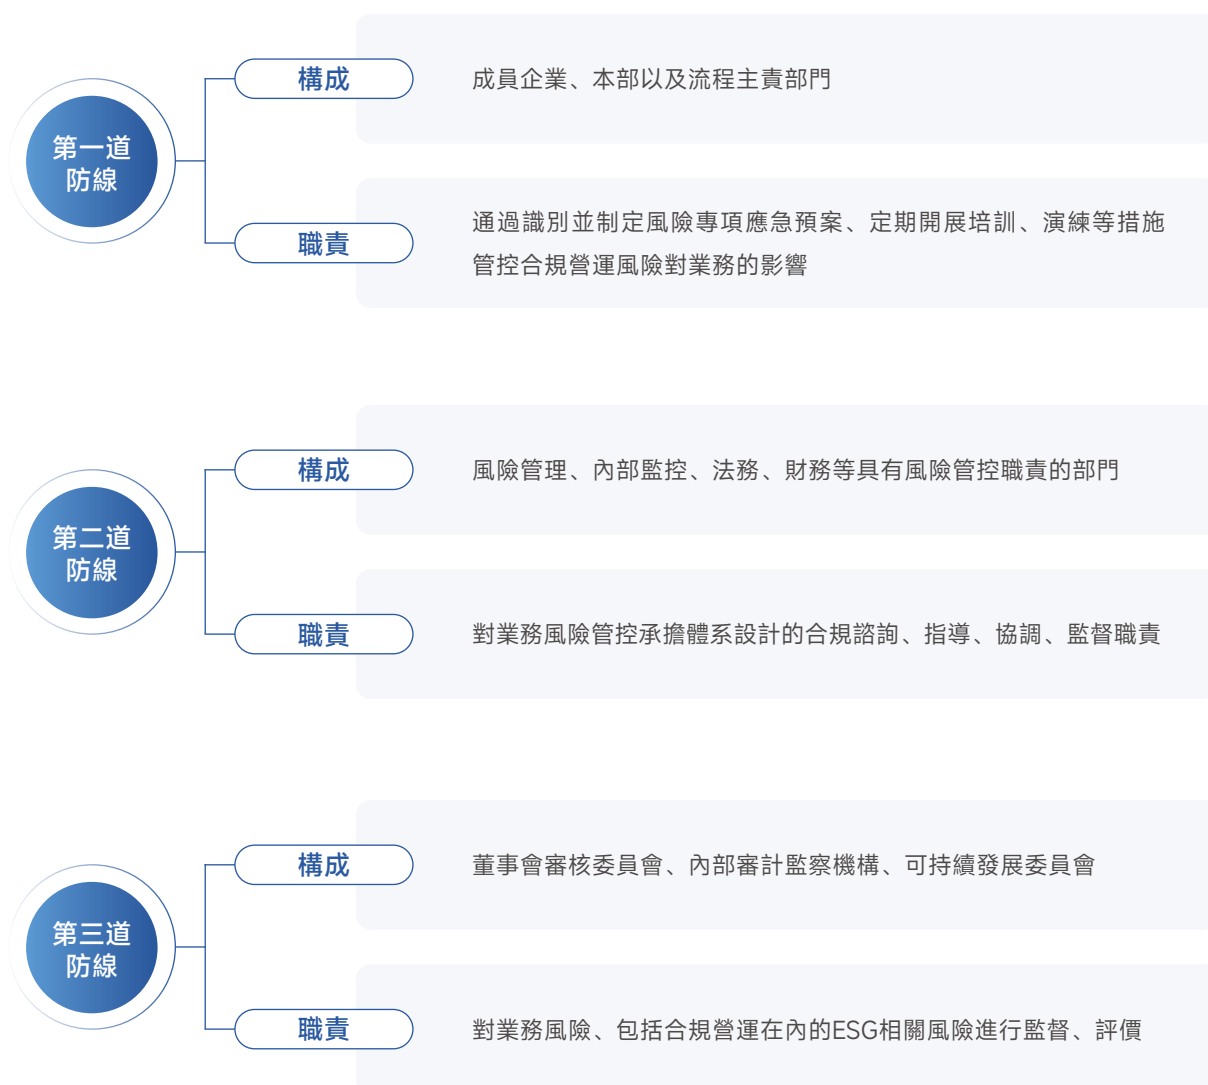 第一道
防線
構成
成員企業、本部以及流程主責部門
職責
通過識別並制定風險專項應急預案、定期開展培訓、演練等措施
管控合規營運風險對業務的影響
第二道
防線
構成
風險管理、內部監控、法務、財務等具有風險管控職責的部門
職責
對業務風險管控承擔體系設計的合規諮詢、指導、協調、監督職責
第三道
防線
構成
董事會審核委員會、內部審計監察機構、可持續發展委員會
職責
對業務風險、包括合規營運在內的ESG相關風險進行監督、評價